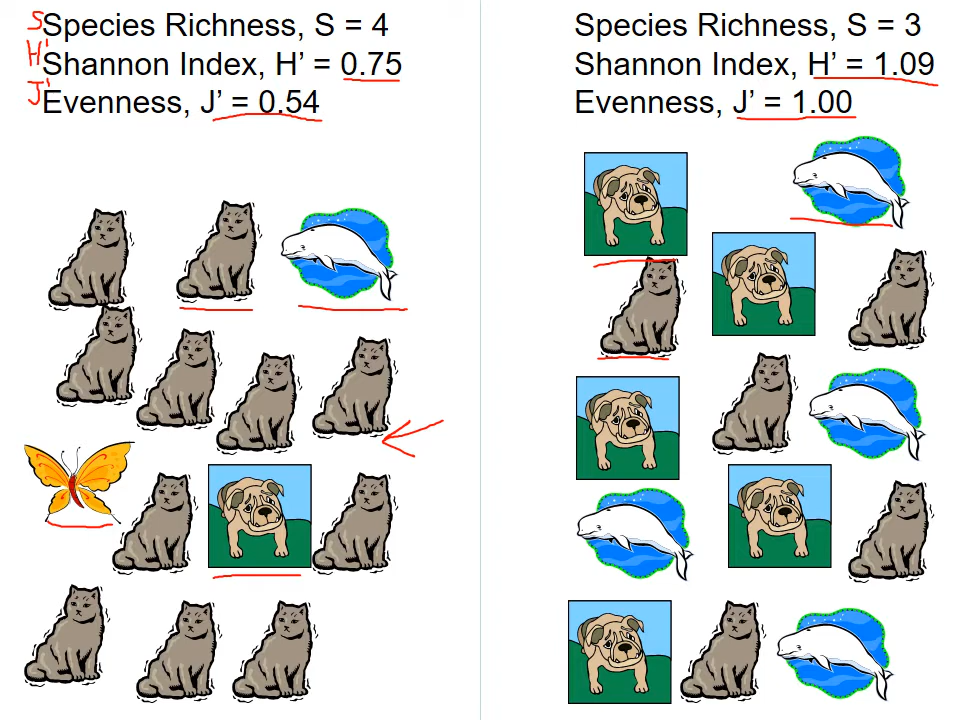 S
H'
J'
Species Richness, S = 4
Shannon Index, H’ = 0.75
Evenness, J’ = 0.54
Species Richness, S = 3
Shannon Index, H’ = 1.09
Evenness, J’ = 1.00